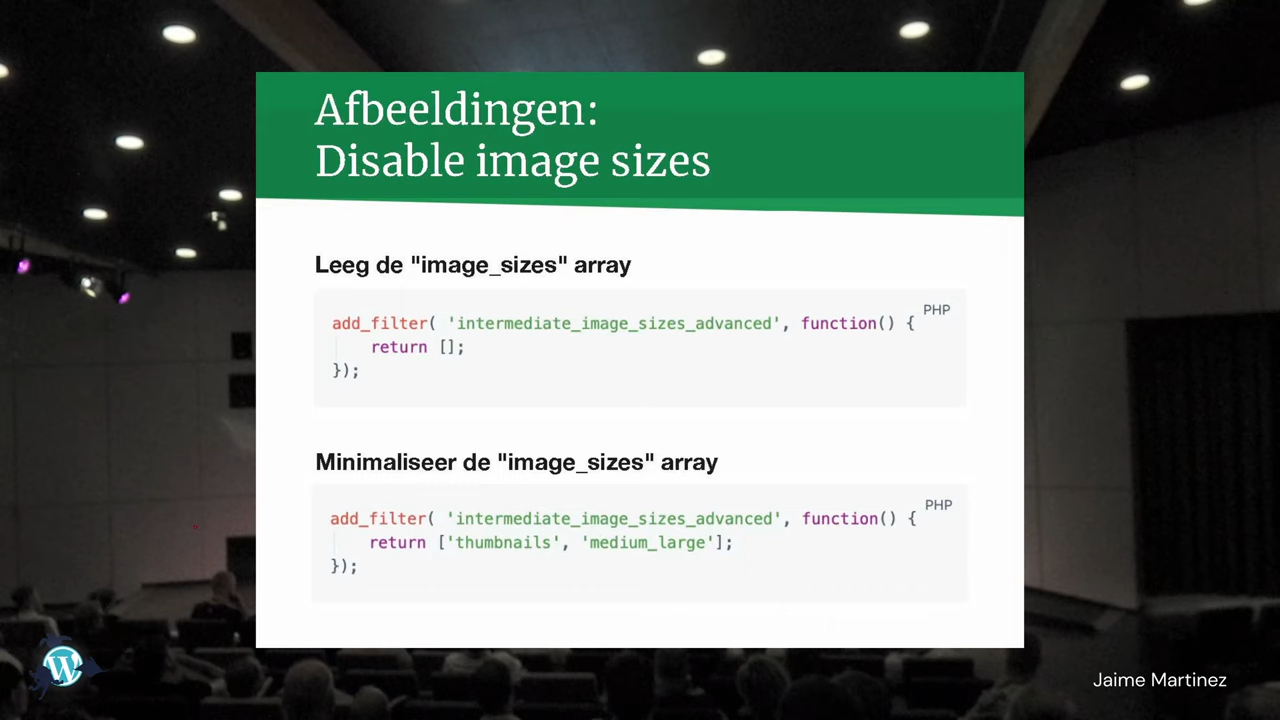 Afbeeldingen:
Disable image sizes
Leeg de "image_sizes" array
PHP
add_filter( 'intermediate_image_sizes_advanced', function() {
    return [];
});
Minimaliseer de "image_sizes" array
PHP
add_filter( 'intermediate_image_sizes_advanced', function() {
    return ['thumbnails', 'medium_large'];
});
W
Jaime Martinez